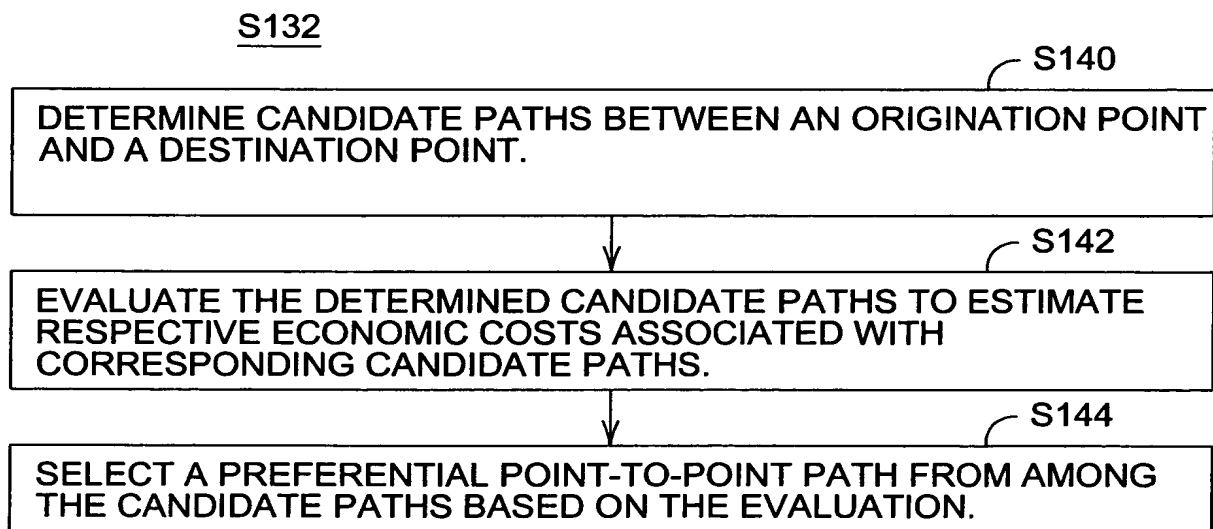 S132
S140
DETERMINE CANDIDATE PATHS BETWEEN AN ORIGINATION POINT
AND A DESTINATION POINT.
S142
EVALUATE THE DETERMINED CANDIDATE PATHS TO ESTIMATE
RESPECTIVE ECONOMIC COSTS ASSOCIATED WITH
CORRESPONDING CANDIDATE PATHS.
S144
SELECT A PREFERENTIAL POINT-TO-POINT PATH FROM AMONG
THE CANDIDATE PATHS BASED ON THE EVALUATION.